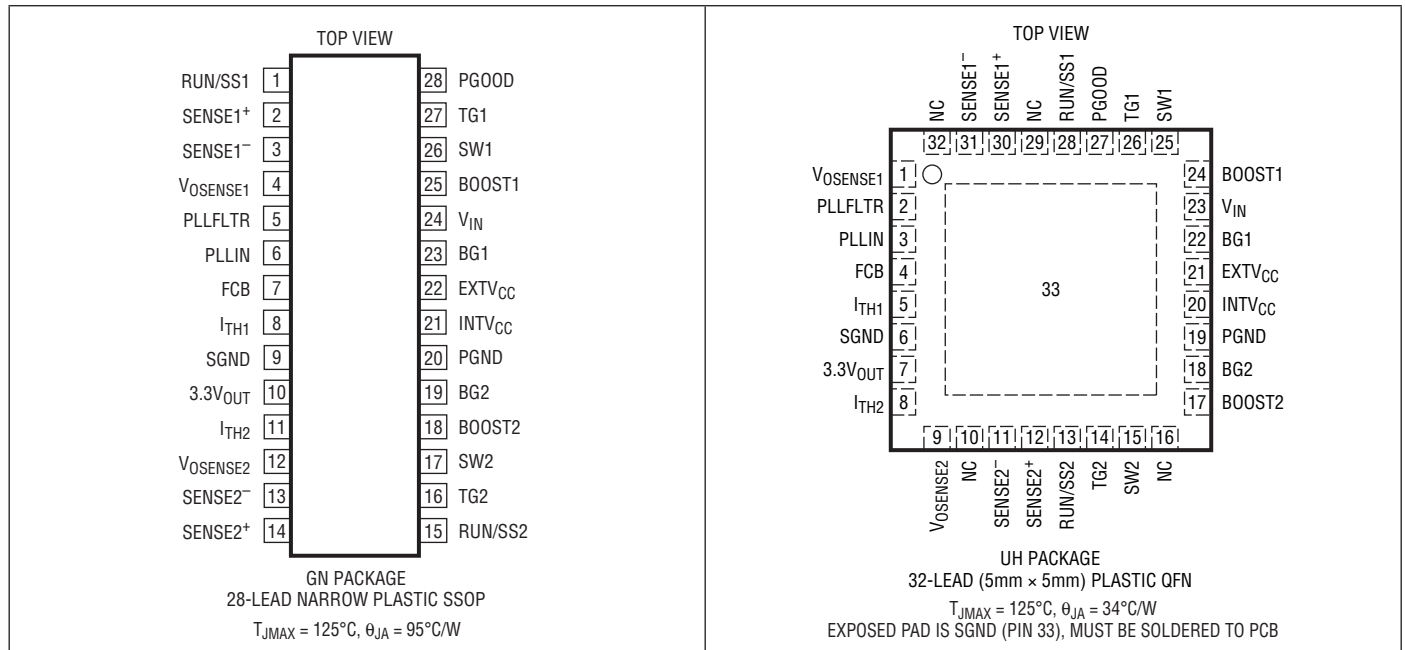 TOP VIEW
RUN/SS1 1
SENSE1+ 2
SENSE1– 3
VOSENSE1 4
PLLFLTR 5
PLLIN 6
FCB 7
ITH1 8
SGND 9
3.3VOUT 10
ITH2 11
VOSENSE2 12
SENSE2– 13
SENSE2+ 14
28 PGOOD
27 TG1
26 SW1
25 BOOST1
24 VIN
23 BG1
22 EXTVCC
21 INTVCC
20 PGND
19 BG2
18 BOOST2
17 SW2
16 TG2
15 RUN/SS2
GN PACKAGE
28-LEAD NARROW PLASTIC SSOP
TJMAX = 125°C, θJA = 95°C/W
TOP VIEW
NC
SENSE1–
SENSE1+
NC
RUN/SS1
PGOOD
TG1
SW1
32 31 30 29 28 27 26 25
VOSENSE1 1
PLLFLTR 2
PLLIN 3
FCB 4
ITH1 5
SGND 6
3.3VOUT 7
ITH2 8
33
24 BOOST1
23 VIN
22 BG1
21 EXTVCC
20 INTVCC
19 PGND
18 BG2
17 BOOST2
9 10 11 12 13 14 15 16
VOSENSE2
NC
SENSE2–
SENSE2+
RUN/SS2
TG2
SW2
NC
UH PACKAGE
32-LEAD (5mm × 5mm) PLASTIC QFN
TJMAX = 125°C, θJA = 34°C/W
EXPOSED PAD IS SGND (PIN 33), MUST BE SOLDERED TO PCB